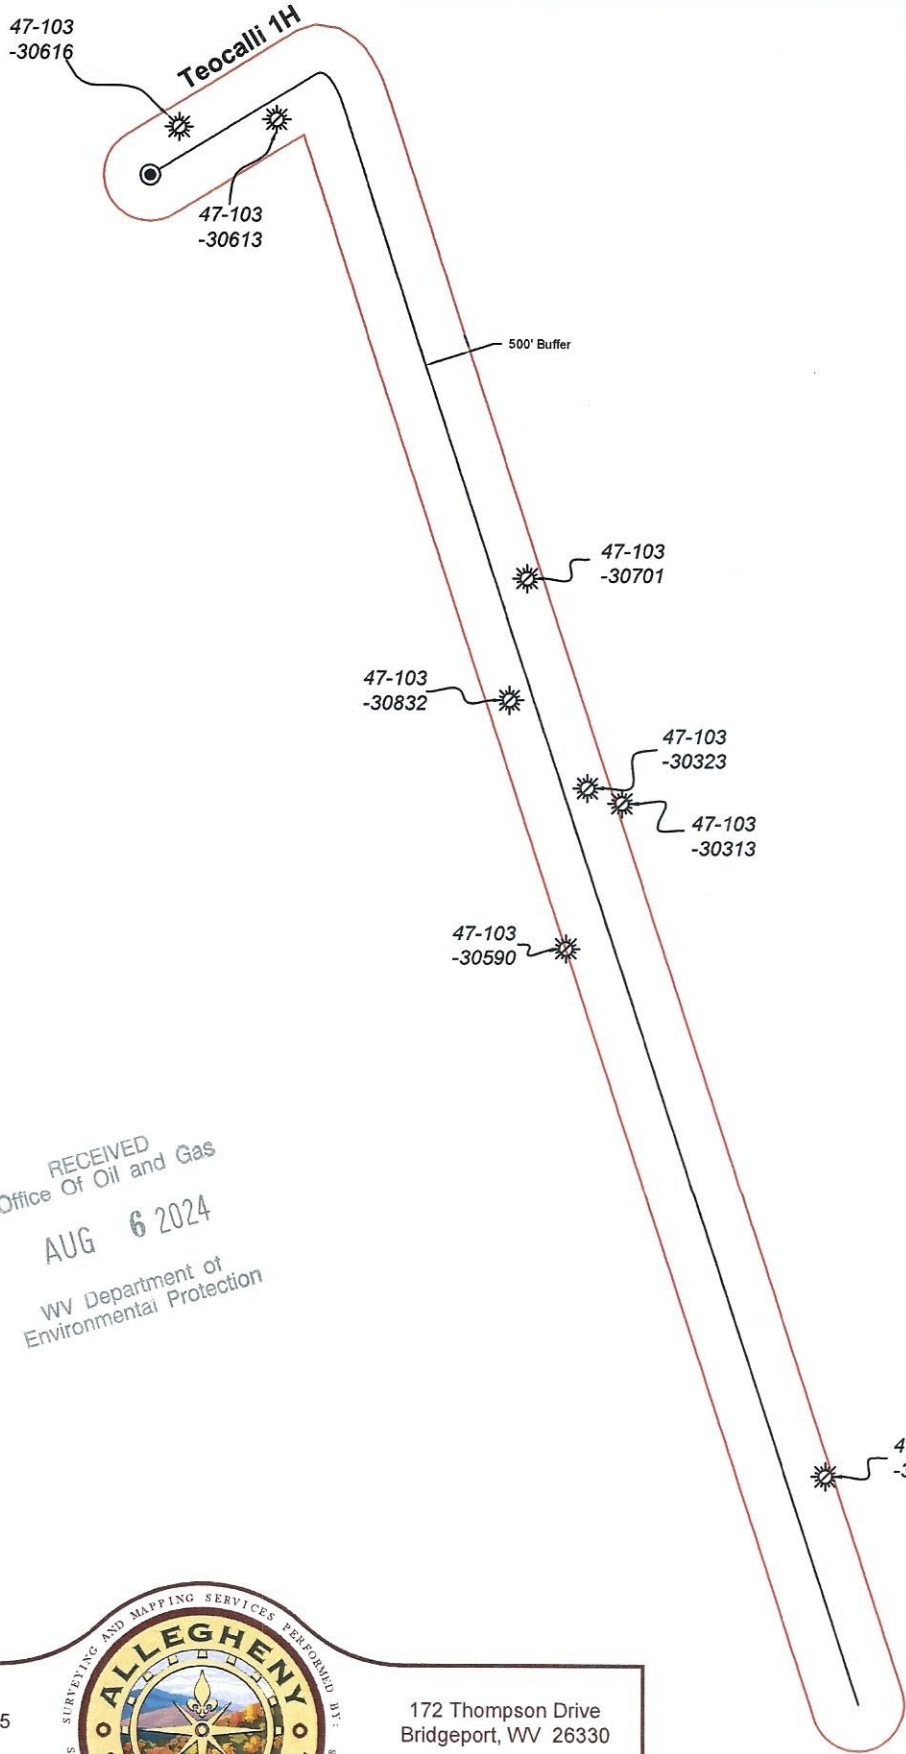 47-103
-30616
Teocalli 1H
47-103
-30613
500' Buffer
47-103
-30701
47-103
-30832
47-103
-30323
47-103
-30313
47-103
-30590
RECEIVED
Office Of Oil and Gas
AUG 6 2024
WV Department of
Environmental Protection
SURVEYING AND MAPPING SERVICES PERFORMED BY:
ALLEGHENY
172 Thompson Drive
Bridgeport, WV 26330